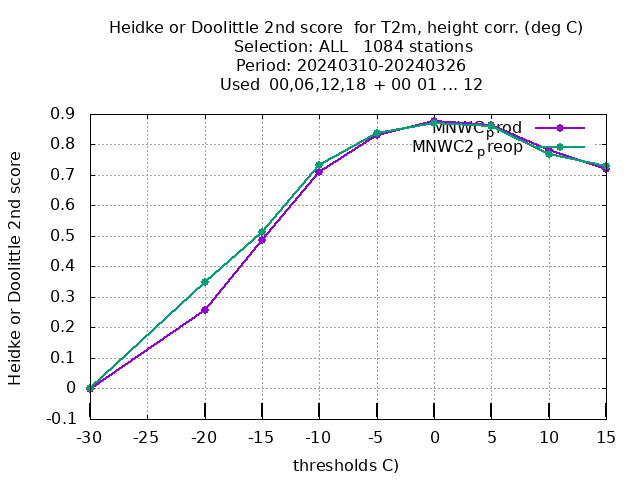 Heidke or Doolittle 2nd score  for T2m, height corr. (deg C)
Selection: ALL   1084 stations
Period: 20240310-20240326
Used  00,06,12,18  + 00 01 ... 12
Heidke or Doolittle 2nd score
0.9
0.8
0.7
0.6
0.5
0.4
0.3
0.2
0.1
0
-0.1
MNWCprod
MNWC2preop
-30 -25 -20 -15 -10 -5 0 5 10 15
thresholds C)